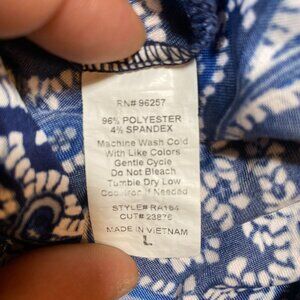 RN# 96257
96% POLYESTER
4% SPANDEX
Machine Wash Cold
With Like Colors
Gentle Cycle
Do Not Bleach
Tumble Dry Low
Cool Iron if Needed
STYLE# RA184
CUT# 23876
MADE IN VIETNAM
L